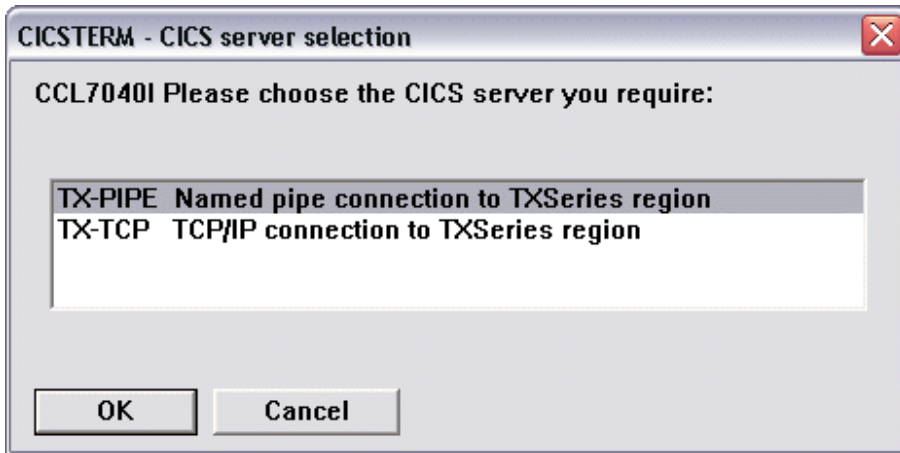 CICSTERM - CICS server selection
CCL7040I Please choose the CICS server you require:
TX-PIPE Named pipe connection to TXSeries region
TX-TCP TCP/IP connection to TXSeries region
OK Cancel